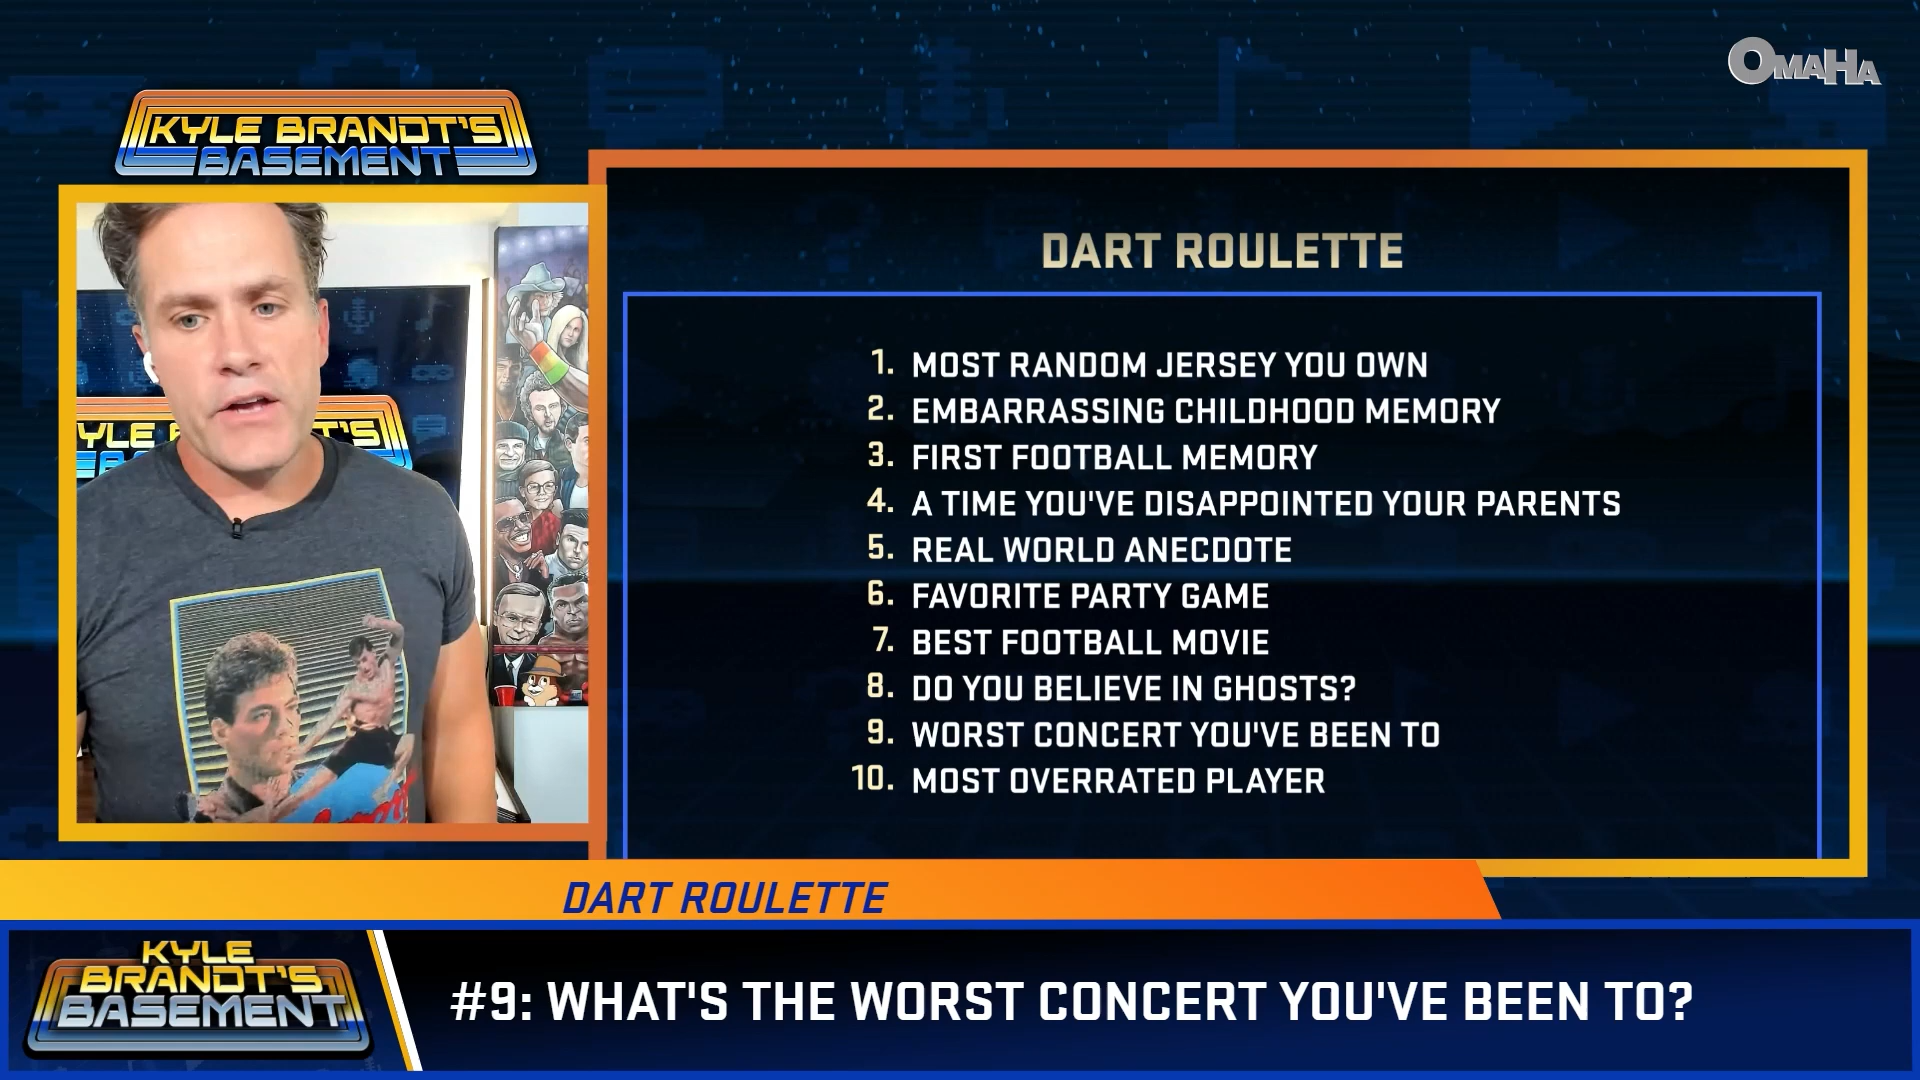 OMAHA
KYLE BRANDT'S
BASEMENT
DART ROULETTE
1. MOST RANDOM JERSEY YOU OWN
2. EMBARRASSING CHILDHOOD MEMORY
3. FIRST FOOTBALL MEMORY
4. A TIME YOU'VE DISAPPOINTED YOUR PARENTS
5. REAL WORLD ANECDOTE
6. FAVORITE PARTY GAME
7. BEST FOOTBALL MOVIE
8. DO YOU BELIEVE IN GHOSTS?
9. WORST CONCERT YOU'VE BEEN TO
10. MOST OVERRATED PLAYER
DART ROULETTE
KYLE
BRANDT'S
BASEMENT
#9: WHAT'S THE WORST CONCERT YOU'VE BEEN TO?